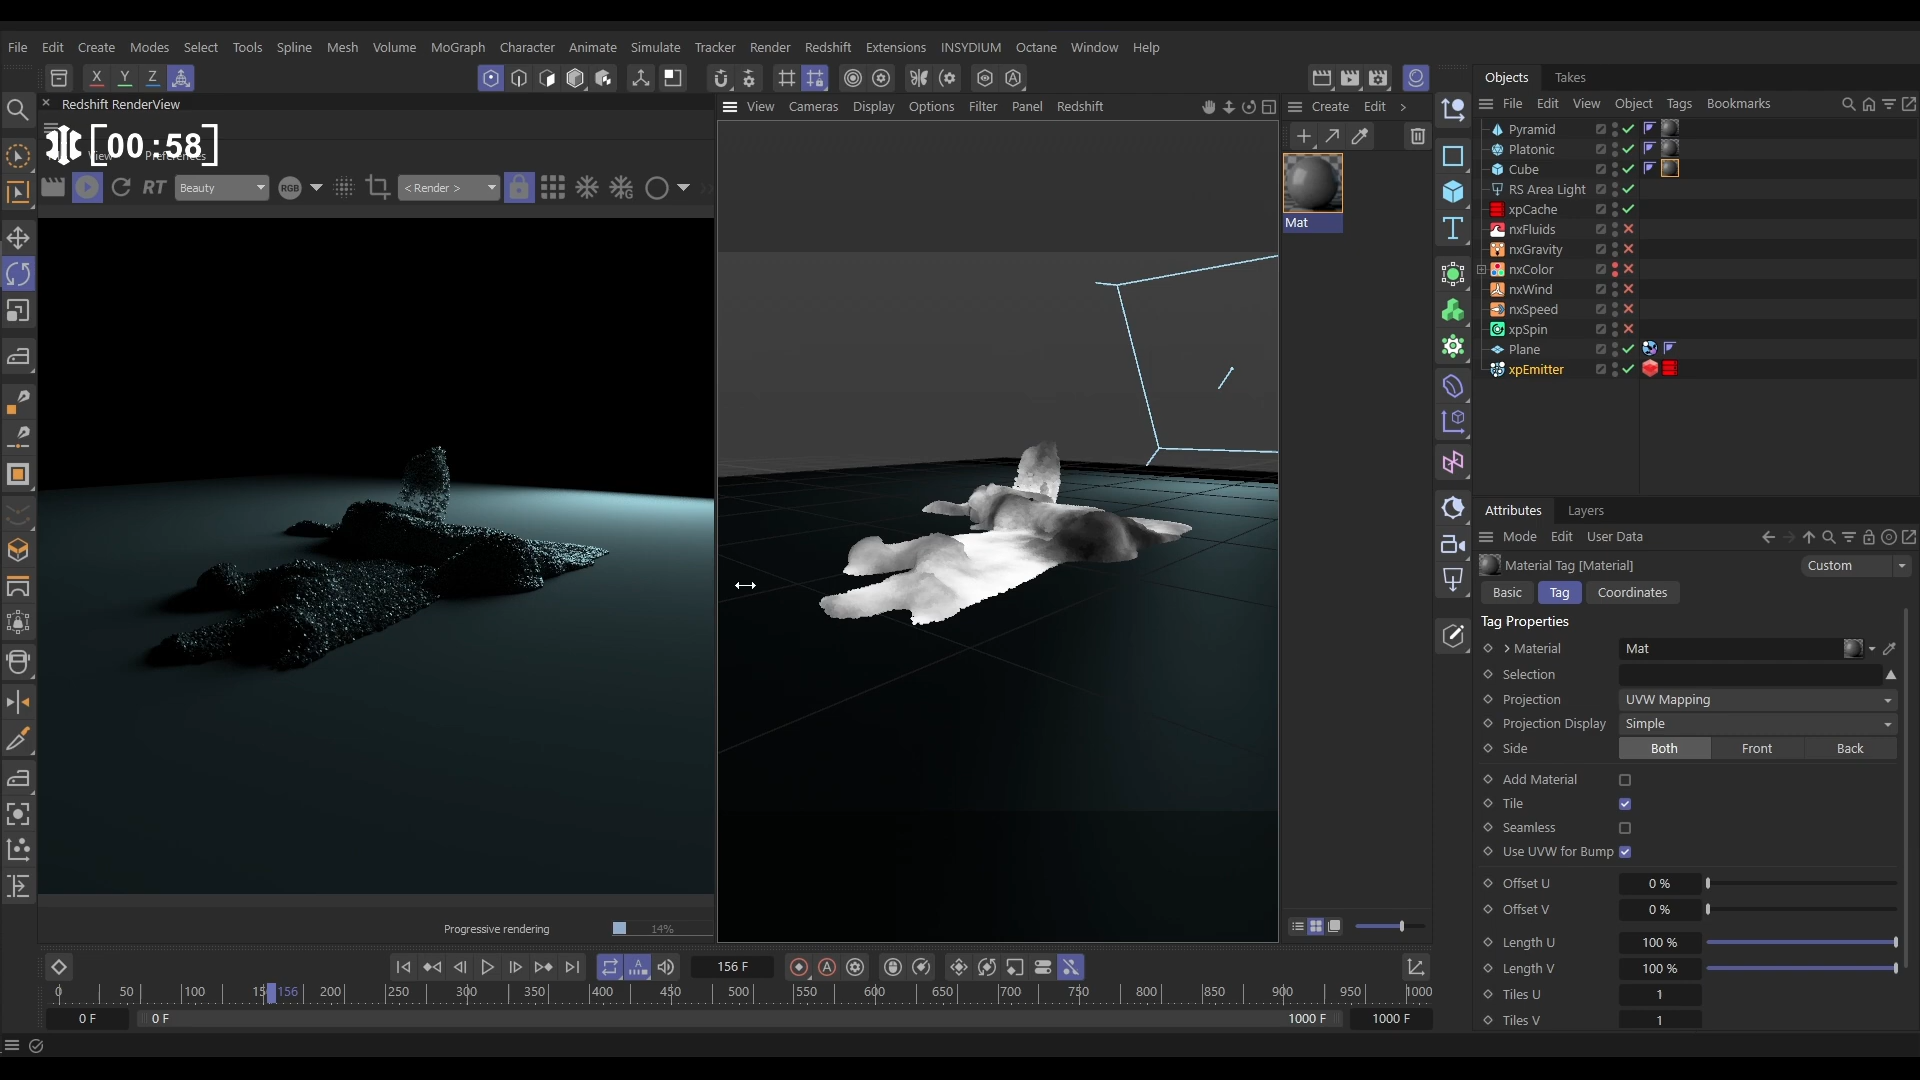 File Edit Create Modes Select Tools Spline Mesh Volume MoGraph Character Animate Simulate Tracker Render Redshift Extensions INSYDIUM Octane Window Help
X Y Z
Redshift RenderView
[00:58]
View Preferences
RT Beauty RGB < Render >
Progressive rendering 14%
View Cameras Display Options Filter Panel Redshift
Create Edit
Mat
Objects Takes
File Edit View Object Tags Bookmarks
Pyramid
Platonic
Cube
RS Area Light
xpCache
nxFluids
nxGravity
nxColor
nxWind
nxSpeed
xpSpin
Plane
xpEmitter
Attributes Layers
Mode Edit User Data
Material Tag [Material] Custom
Basic Tag Coordinates
Tag Properties
Material Mat
Selection
Projection UVW Mapping
Projection Display Simple
Side Both Front Back
Add Material
Tile
Seamless
Use UVW for Bump
Offset U 0 %
Offset V 0 %
Length U 100 %
Length V 100 %
Tiles U 1
Tiles V 1
A 156 F A
0 50 100 15 156 200 250 300 350 400 450 500 550 600 650 700 750 800 850 900 950 1000
0 F 0 F 1000 F 1000 F